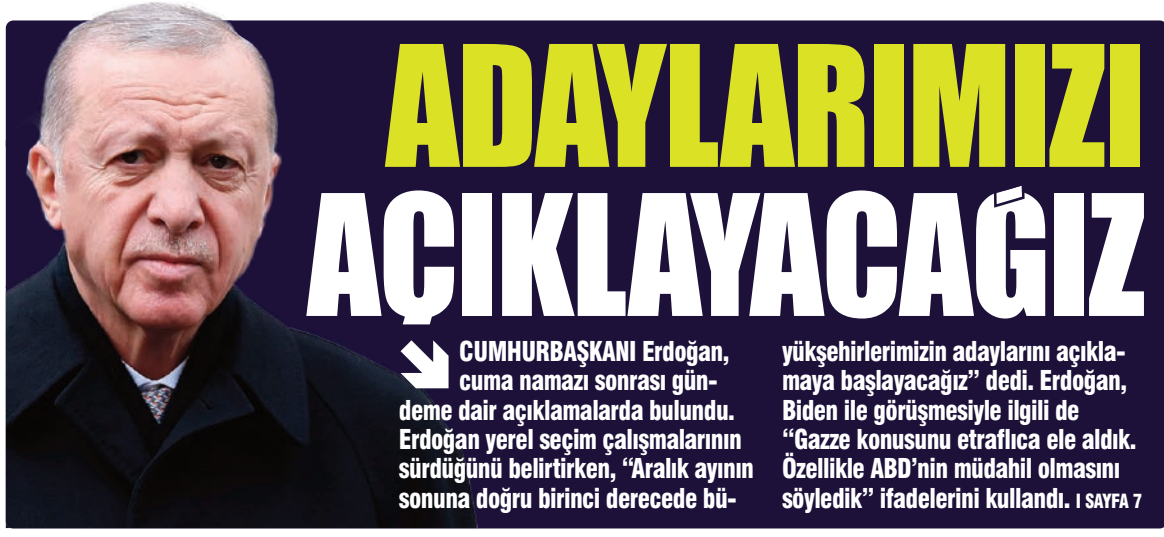 ADAYLARIMIZI
AÇIKLAYACAĞIZ
CUMHURBAŞKANI Erdoğan,
cuma namazı sonrası gün-
deme dair açıklamalarda bulundu.
Erdoğan yerel seçim çalışmalarının
sürdüğünü belirtirken, “Aralık ayının
sonuna doğru birinci derecede bü-
yükşehirlerimizin adaylarını açıkla-
maya başlayacağız” dedi. Erdoğan,
Biden ile görüşmesiyle ilgili de
“Gazze konusunu etraflıca ele aldık.
Özellikle ABD’nin müdahil olmasını
söyledik” ifadelerini kullandı. I SAYFA 7